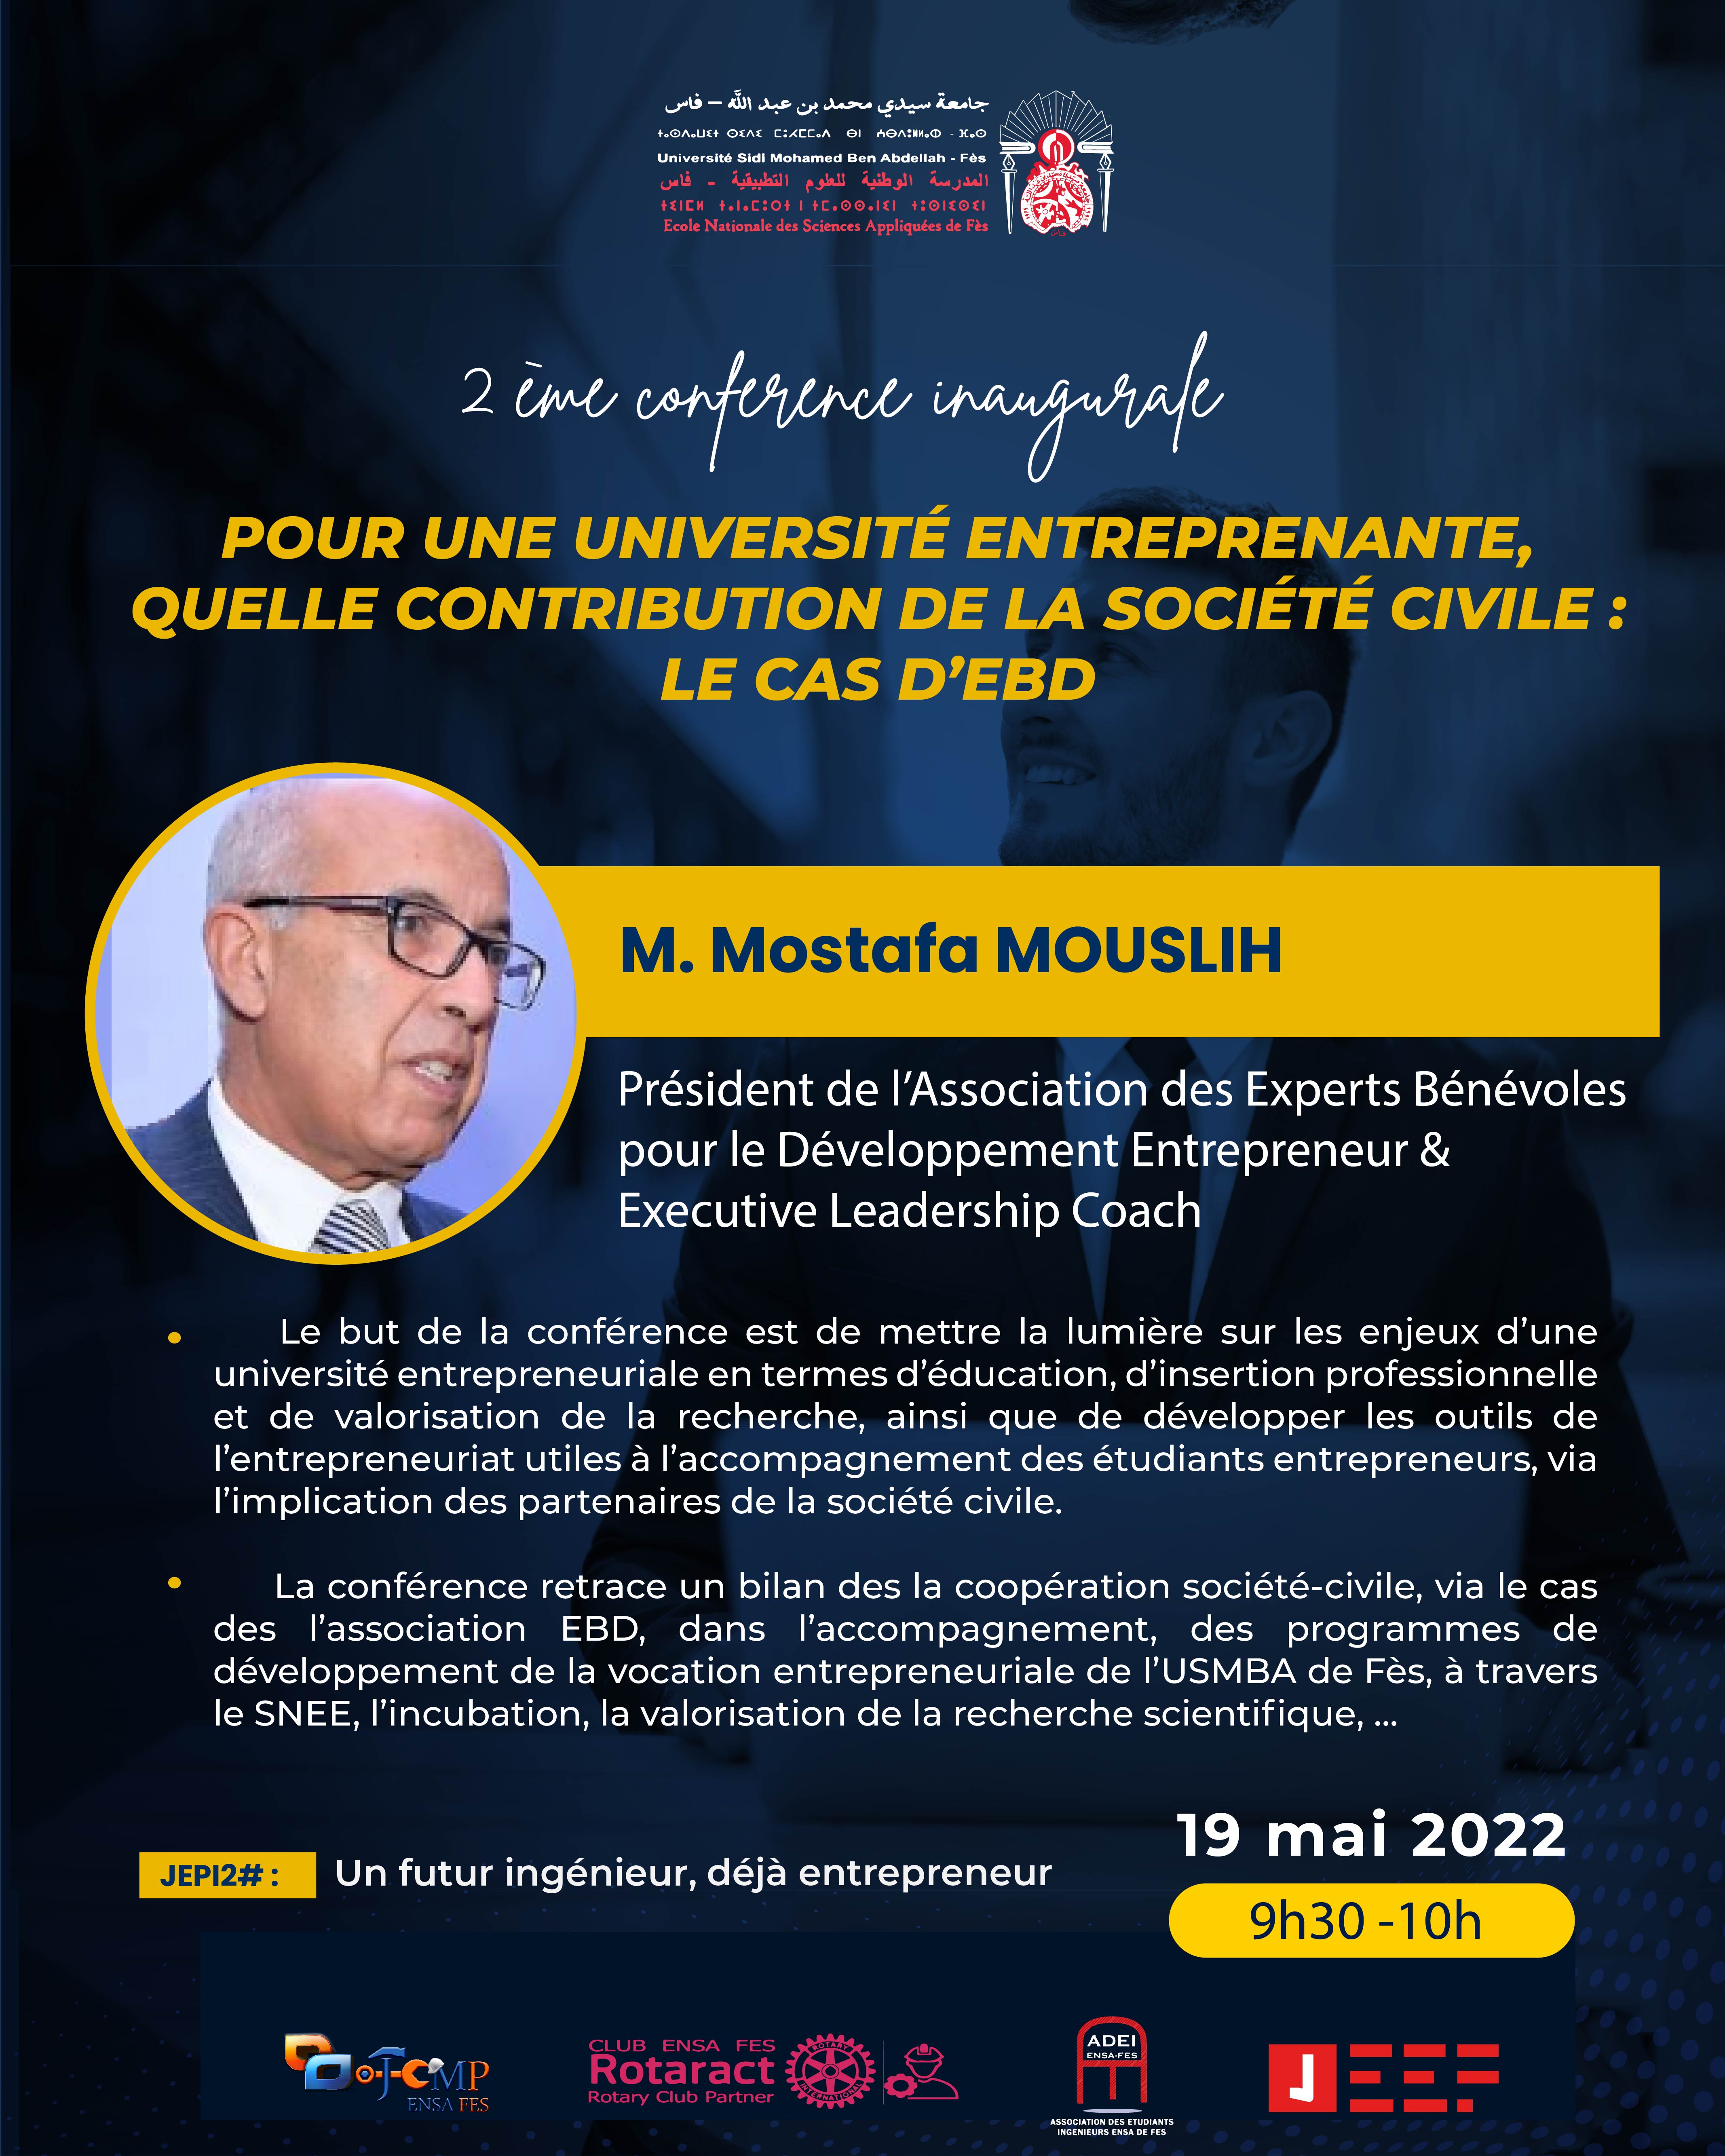 جامعة سيدي محمد بن عبد الله – فاس
ⵜⴰⵙⴷⴰⵡⵉⵜ ⵙⵉⴷⵉ ⵎⵓⵃⵎⵎⴰⴷ ⴱⵏ ⵄⴱⴷⵓⵍⵍⴰⵀ - ⴼⴰⵙ
Université Sidi Mohamed Ben Abdellah - Fès
المدرسة الوطنية للعلوم التطبيقية - فاس
Ecole Nationale des Sciences Appliquées de Fès
2 ème conference inaugurale
POUR UNE UNIVERSITÉ ENTREPRENANTE,
QUELLE CONTRIBUTION DE LA SOCIÉTÉ CIVILE :
LE CAS D’EBD
M. Mostafa MOUSLIH
Président de l’Association des Experts Bénévoles
pour le Développement Entrepreneur &
Executive Leadership Coach
• Le but de la conférence est de mettre la lumière sur les enjeux d’une
université entrepreneuriale en termes d’éducation, d’insertion professionnelle
et de valorisation de la recherche, ainsi que de développer les outils de
l’entrepreneuriat utiles à l’accompagnement des étudiants entrepreneurs, via
l’implication des partenaires de la société civile.
• La conférence retrace un bilan des la coopération société-civile, via le cas
des l’association EBD, dans l’accompagnement, des programmes de
développement de la vocation entrepreneuriale de l’USMBA de Fès, à travers
le SNEE, l’incubation, la valorisation de la recherche scientifique, ...
19 mai 2022
JEPI2# : Un futur ingénieur, déjà entrepreneur
9h30 -10h
ENSA FES
CLUB ENSA FES
Rotaract
Rotary Club Partner
ROTARY
INTERNATIONAL
ADEI
ENSA-FES
ASSOCIATION DES ETUDIANTS
INGENIEURS ENSA DE FES
JEEF